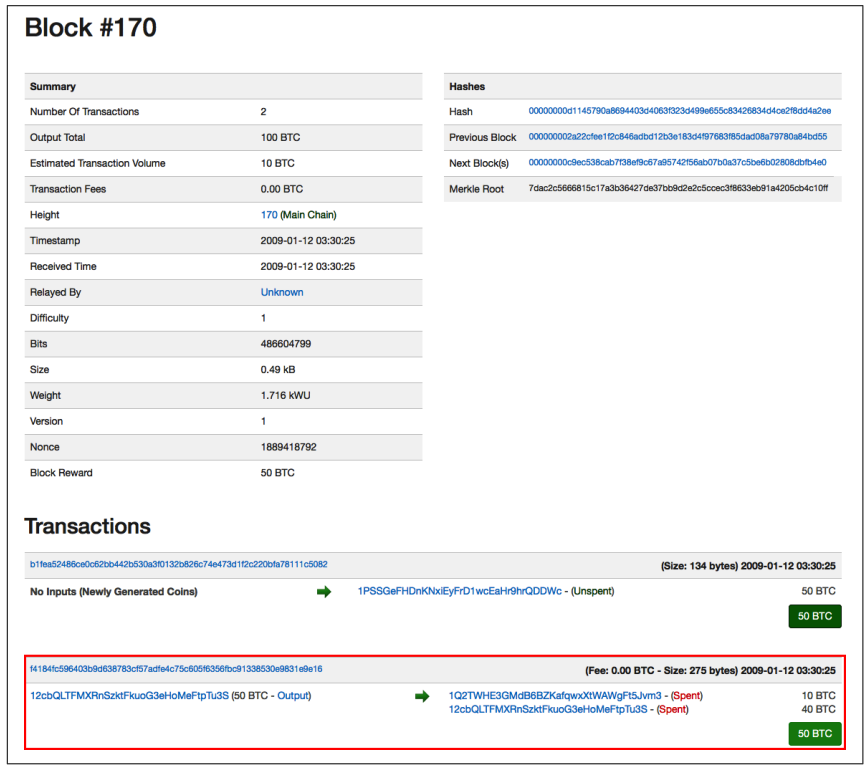 Block #170
Summary
Number Of Transactions 2
Output Total 100 BTC
Estimated Transaction Volume 10 BTC
Transaction Fees 0.00 BTC
Height 170 (Main Chain)
Timestamp 2009-01-12 03:30:25
Received Time 2009-01-12 03:30:25
Relayed By Unknown
Difficulty 1
Bits 486604799
Size 0.49 kB
Weight 1.716 kWU
Version 1
Nonce 1889418792
Block Reward 50 BTC
Hashes
Hash 00000000d1145790a8694403d4063f323d499e655c83426834d4ce2f8dd4a2ee
Previous Block 000000002a22cfee1f2c846adbd12b3e183d4f97683f85dad08a79780a84bd55
Next Block(s) 00000000c9ec538cab7f38ef9c67a95742f56ab07b0a37c5be6b02808dbfb4e0
Merkle Root 7dac2c5666815c17a3b36427de37bb9d2e2c5ccec3f8633eb91a4205cb4c10ff
Transactions
b1fea52486ce0c62bb442b530a3f0132b826c74e473d1f2c220bfa78111c5082 (Size: 134 bytes) 2009-01-12 03:30:25
No Inputs (Newly Generated Coins) 1PSSGeFHDnKNxiEyFrD1wcEaHr9hrQDDWc - (Unspent) 50 BTC
50 BTC
f4184fc596403b9d638783cf57adfe4c75c605f6356fbc91338530e9831e9e16 (Fee: 0.00 BTC - Size: 275 bytes) 2009-01-12 03:30:25
12cbQLTFMXRnSzktFkuoG3eHoMeFtpTu3S (50 BTC - Output) 1Q2TWHE3GMdB6BZKafqwxXtWAWgFt5Jvm3 - (Spent) 10 BTC
12cbQLTFMXRnSzktFkuoG3eHoMeFtpTu3S - (Spent) 40 BTC
50 BTC